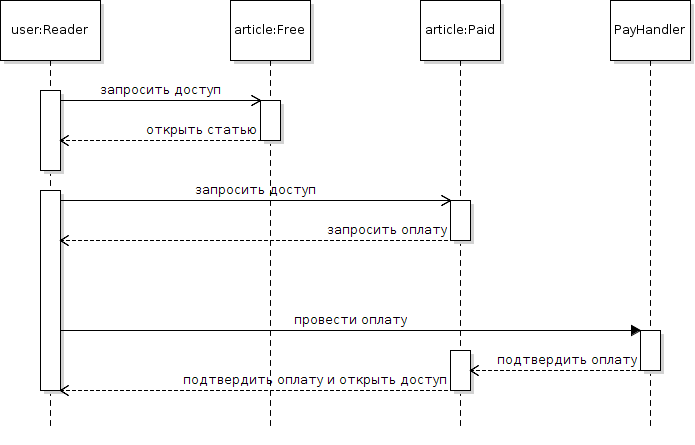 user:Reader
article:Free
article:Paid
PayHandler
запросить доступ
открыть статью
запросить доступ
запросить оплату
провести оплату
подтвердить оплату
подтвердить оплату и открыть доступ